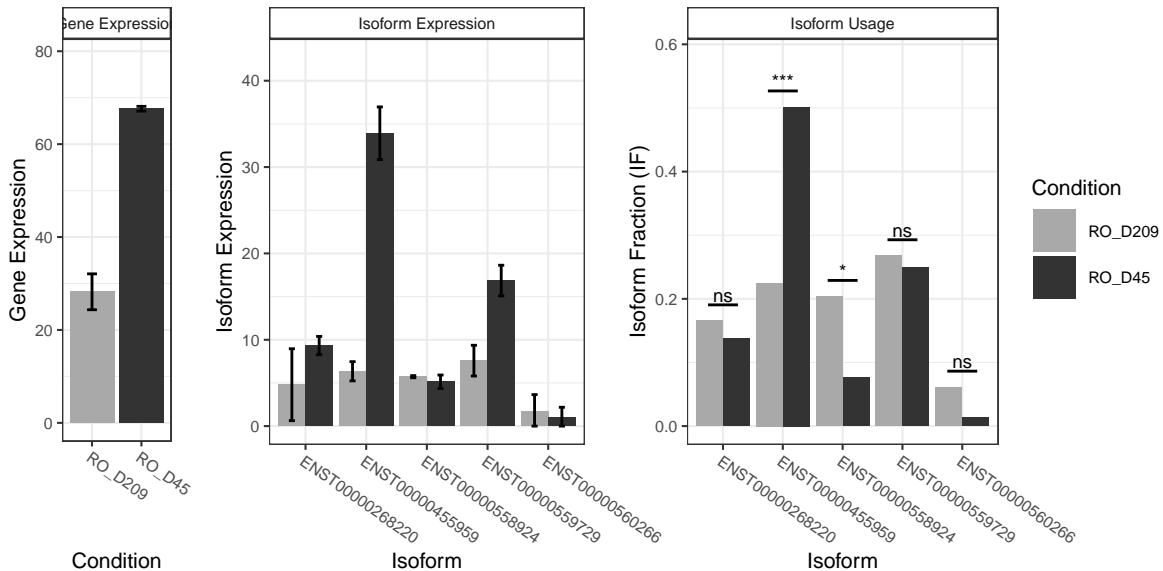 Gene Expression
Isoform Expression
Isoform Usage
80
60
40
20
0
Gene Expression
RO_D209
RO_D45
Condition
40
30
20
10
0
Isoform Expression
ENST00000268220
ENST00000455959
ENST00000558924
ENST00000559729
ENST00000560266
Isoform
0.6
0.4
0.2
0.0
Isoform Fraction (IF)
ns
***
*
ns
ns
ENST00000268220
ENST00000455959
ENST00000558924
ENST00000559729
ENST00000560266
Isoform
Condition
RO_D209
RO_D45